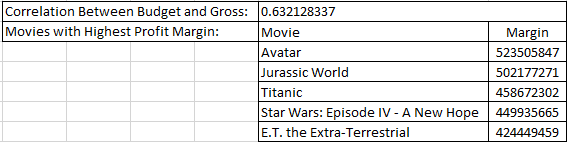 Correlation Between Budget and Gross: 0.632128337
Movies with Highest Profit Margin: Movie Margin
Avatar 523505847
Jurassic World 502177271
Titanic 458672302
Star Wars: Episode IV - A New Hope 449935665
E.T. the Extra-Terrestrial 424449459